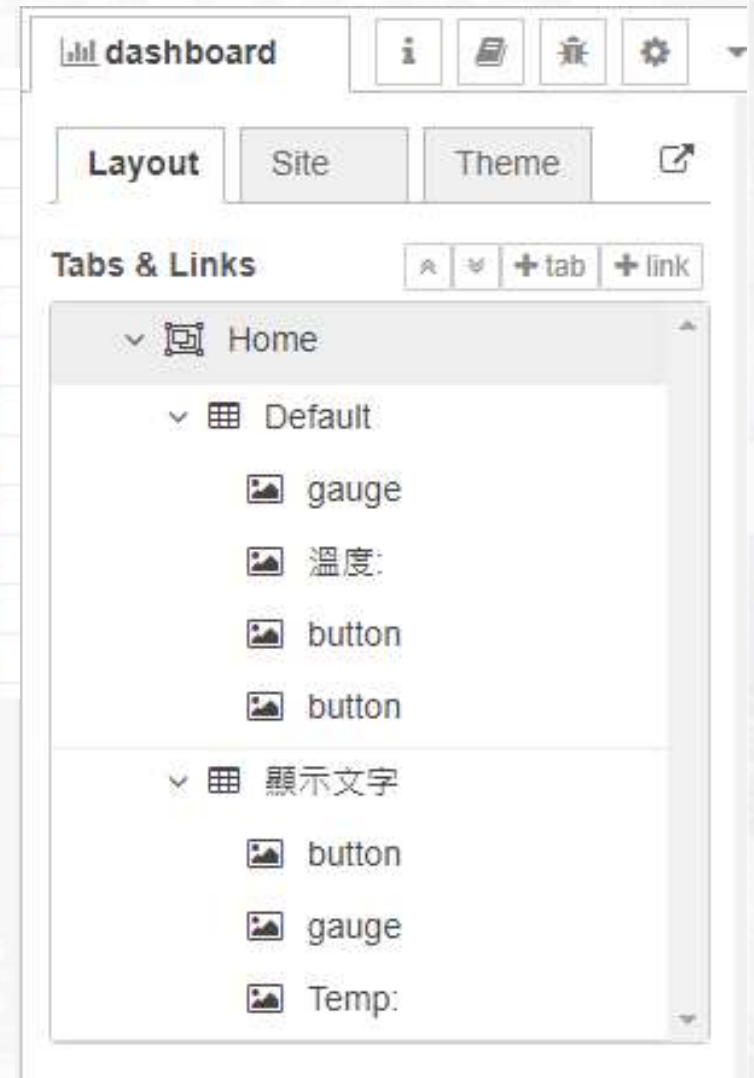 dashboard
Layout Site Theme
Tabs & Links tab link
Home
Default
gauge
溫度:
button
button
顯示文字
button
gauge
Temp: